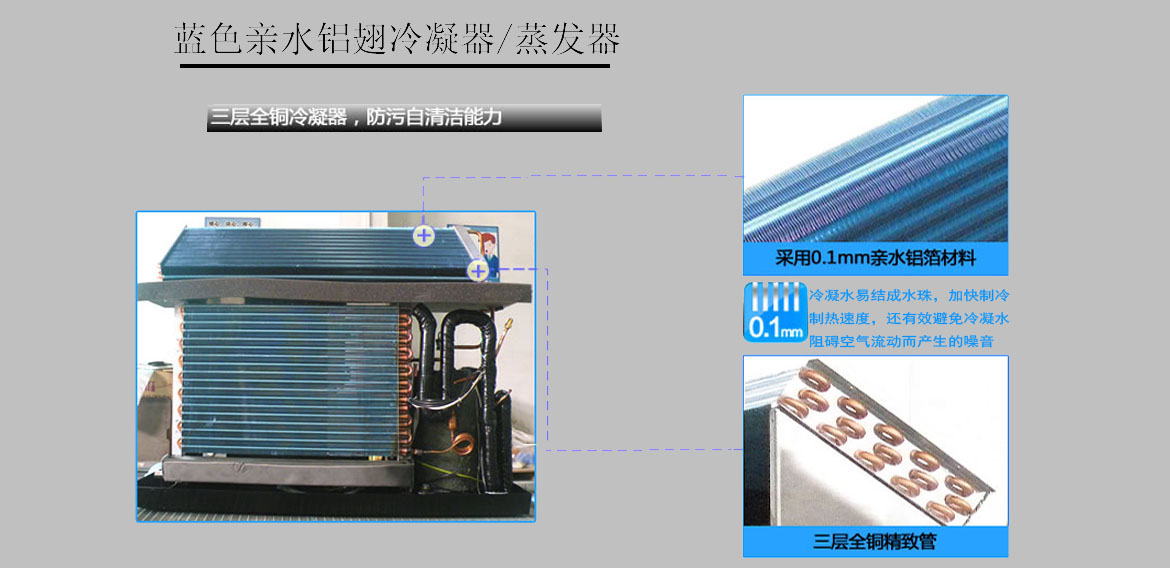 蓝色亲水铝翅冷凝器/蒸发器
三层全铜冷凝器，防污自清洁能力
采用0.1mm亲水铝箔材料
0.1mm
冷凝水易结成水珠，加快制冷
制热速度，还有效避免冷凝水
阻碍空气流动而产生的噪音
三层全铜精致管